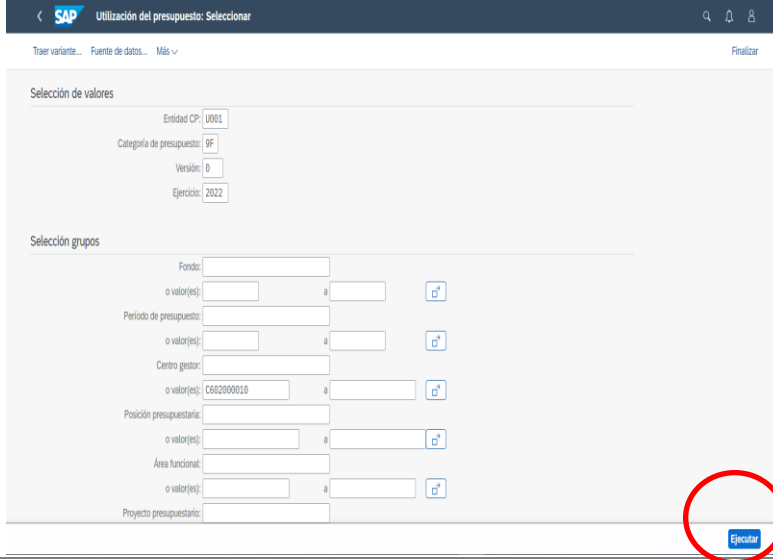 SAP Utilización del presupuesto: Seleccionar
Traer variante... Fuente de datos... Más Finalizar
Selección de valores
Entidad CP: U001
Categoría de presupuesto: 9F
Versión: 0
Ejercicio: 2022
Selección grupos
Fondo:
o valor(es): a
Período de presupuesto:
o valor(es): a
Centro gestor:
o valor(es): C602000010 a
Posición presupuestaria:
o valor(es): a
Área funcional:
o valor(es): a
Proyecto presupuestario:
Ejecutar